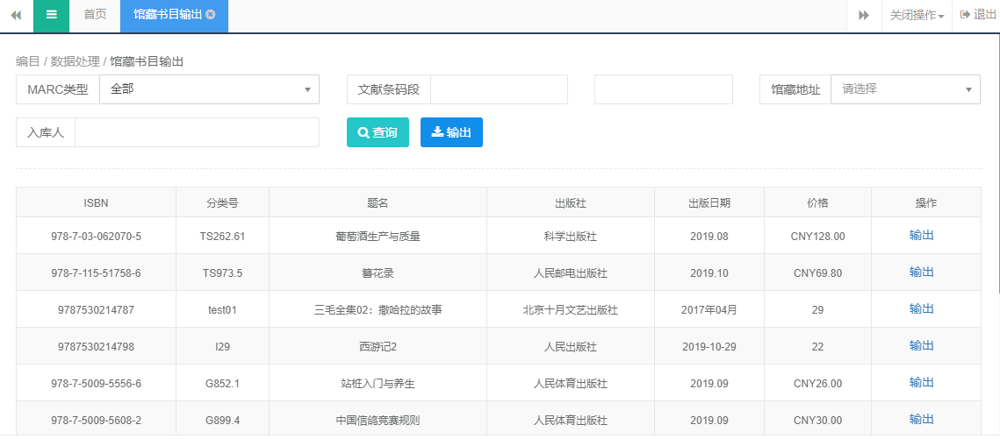 首页 馆藏书目输出 关闭操作 退出
编目 / 数据处理 / 馆藏书目输出
MARC类型 全部 文献条码段 馆藏地址 请选择
入库人 查询 输出
ISBN 分类号 题名 出版社 出版日期 价格 操作
978-7-03-062070-5 TS262.61 葡萄酒生产与质量 科学出版社 2019.08 CNY128.00 输出
978-7-115-51758-6 TS973.5 簪花录 人民邮电出版社 2019.10 CNY69.80 输出
9787530214787 test01 三毛全集02：撒哈拉的故事 北京十月文艺出版社 2017年04月 29 输出
9787530214798 I29 西游记2 人民出版社 2019-10-29 22 输出
978-7-5009-5556-6 G852.1 站桩入门与养生 人民体育出版社 2019.09 CNY26.00 输出
978-7-5009-5608-2 G899.4 中国信鸽竞赛规则 人民体育出版社 2019.09 CNY30.00 输出